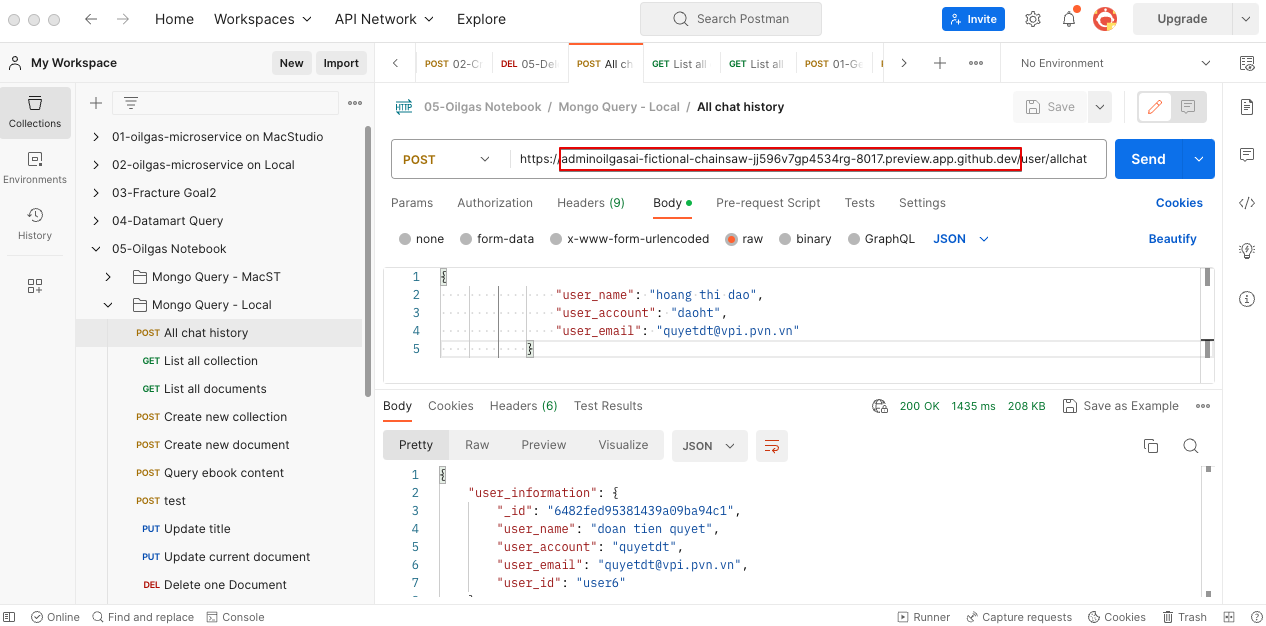 Home Workspaces API Network Explore Search Postman Invite Upgrade
My Workspace New Import POST 02-C DEL 05-Del POST All ch GET List all GET List all POST 01-Ge No Environment
Collections
Environments
History
01-oilgas-microservice on MacStudio
02-oilgas-microservice on Local
03-Fracture Goal2
04-Datamart Query
05-Oilgas Notebook
Mongo Query - MacST
Mongo Query - Local
POST All chat history
GET List all collection
GET List all documents
POST Create new collection
POST Create new document
POST Query ebook content
POST test
PUT Update title
PUT Update current document
DEL Delete one Document
HTTP 05-Oilgas Notebook / Mongo Query - Local / All chat history Save
POST https://adminoilgasai-fictional-chainsaw-jj596v7gp4534rg-8017.preview.app.github.dev/user/allchat Send
Params Authorization Headers (9) Body Pre-request Script Tests Settings Cookies
none form-data x-www-form-urlencoded raw binary GraphQL JSON Beautify
1 {
2 "user_name": "hoang thi dao",
3 "user_account": "daoht",
4 "user_email": "quyetdt@vpi.pvn.vn"
5 }
Body Cookies Headers (6) Test Results 200 OK 1435 ms 208 KB Save as Example
Pretty Raw Preview Visualize JSON
1 {
2 "user_information": {
3 "_id": "6482fed95381439a09ba94c1",
4 "user_name": "doan tien quyet",
5 "user_account": "quyetdt",
6 "user_email": "quyetdt@vpi.pvn.vn",
7 "user_id": "user6"
Online Find and replace Console Runner Capture requests Cookies Trash